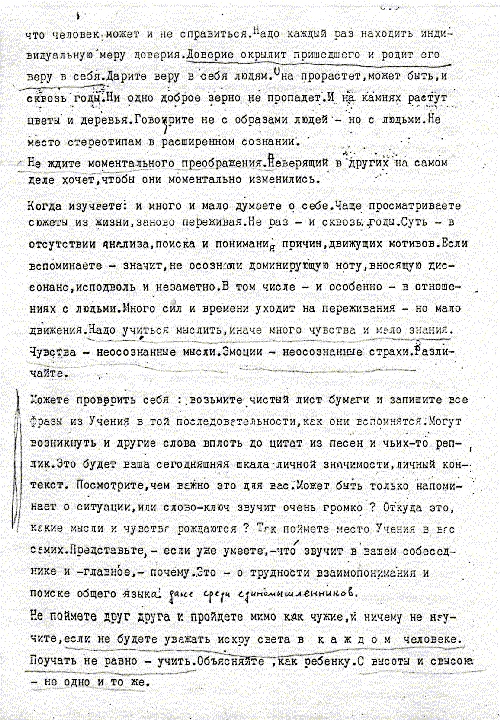 что человек может и не справиться.Надо каждый раз находить инди-
видуальную меру доверия.Доверие окрылит пришедшего и родит его
веру в себя.Дарите веру в себя людям.Она прорастет,может быть,и
сквозь годы.Ни одно доброе зерно не пропадет.И на камнях растут
цветы и деревья.Говорите не с образами людей - но с людьми.Не
место стереотипам в расширенном сознании.
Не ждите моментального преображения.Неверящий в других на самом
деле хочет,чтобы они моментально изменились.
Когда изучаете: и много и мало думаете о себе.Чаще просматриваете
сюжеты из жизни,заново переживая.Не раз - и сквозь годы.Суть - в
отсутствии анализа,поиска и понимания причин,движущих мотивов.Если
вспоминаете - значит,не осознали доминирующую ноту,вносящую дис-
сонанс,исподволь и незаметно.В том числе - и особенно - в отноше-
ниях с людьми.Много сил и времени уходит на переживания - но мало
движения.Надо учиться мыслить,иначе много чувства и мало знания.
Чувства - неосознанные мысли.Эмоции - неосознанные страхи.Разли-
чайте.
Можете проверить себя : возьмите чистый лист бумаги и запишите все
фразы из Учения в той последовательности,как они вспомнятся.Могут
возникнуть и другие слова вплоть до цитат из песен и чьих-то реп-
лик.Это будет ваша сегодняшняя шкала личной значимости,личный кон-
текст. Посмотрите,чем важно это для вас.Может быть только напоми-
нает о ситуации,или слово-ключ звучит очень громко ? Откуда это,
какие мысли и чувства рождаются ? Так поймете место Учения в вас
самих.Представьте,- если уже умеете,-что звучит в вашем собесед-
нике и -главное,- почему.Это - о трудности взаимопонимания и
поиске общего языка даже среди единомышленников.
Не поймете друг друга и пройдете мимо как чужие,и ничему не нау-
чите,если не будете уважать искру света в к а ж д о м человеке.
Поучать не равно - учить.Объясняйте ,как ребенку.С высоты и свысока
- не одно и то же.